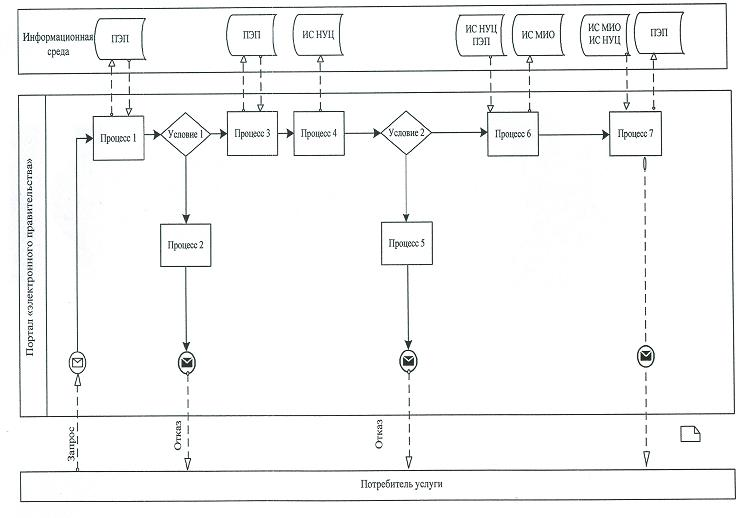 Информационная
среда
ПЭП
ПЭП
ИС НУЦ
ИС НУЦ
ПЭП
ИС МИО
ИС МИО
ИС НУЦ
ПЭП
Портал «электронного правительства»
Процесс 1
Условие 1
Процесс 3
Процесс 4
Условие 2
Процесс 6
Процесс 7
Процесс 2
Процесс 5
Запрос
Отказ
Отказ
Потребитель услуги